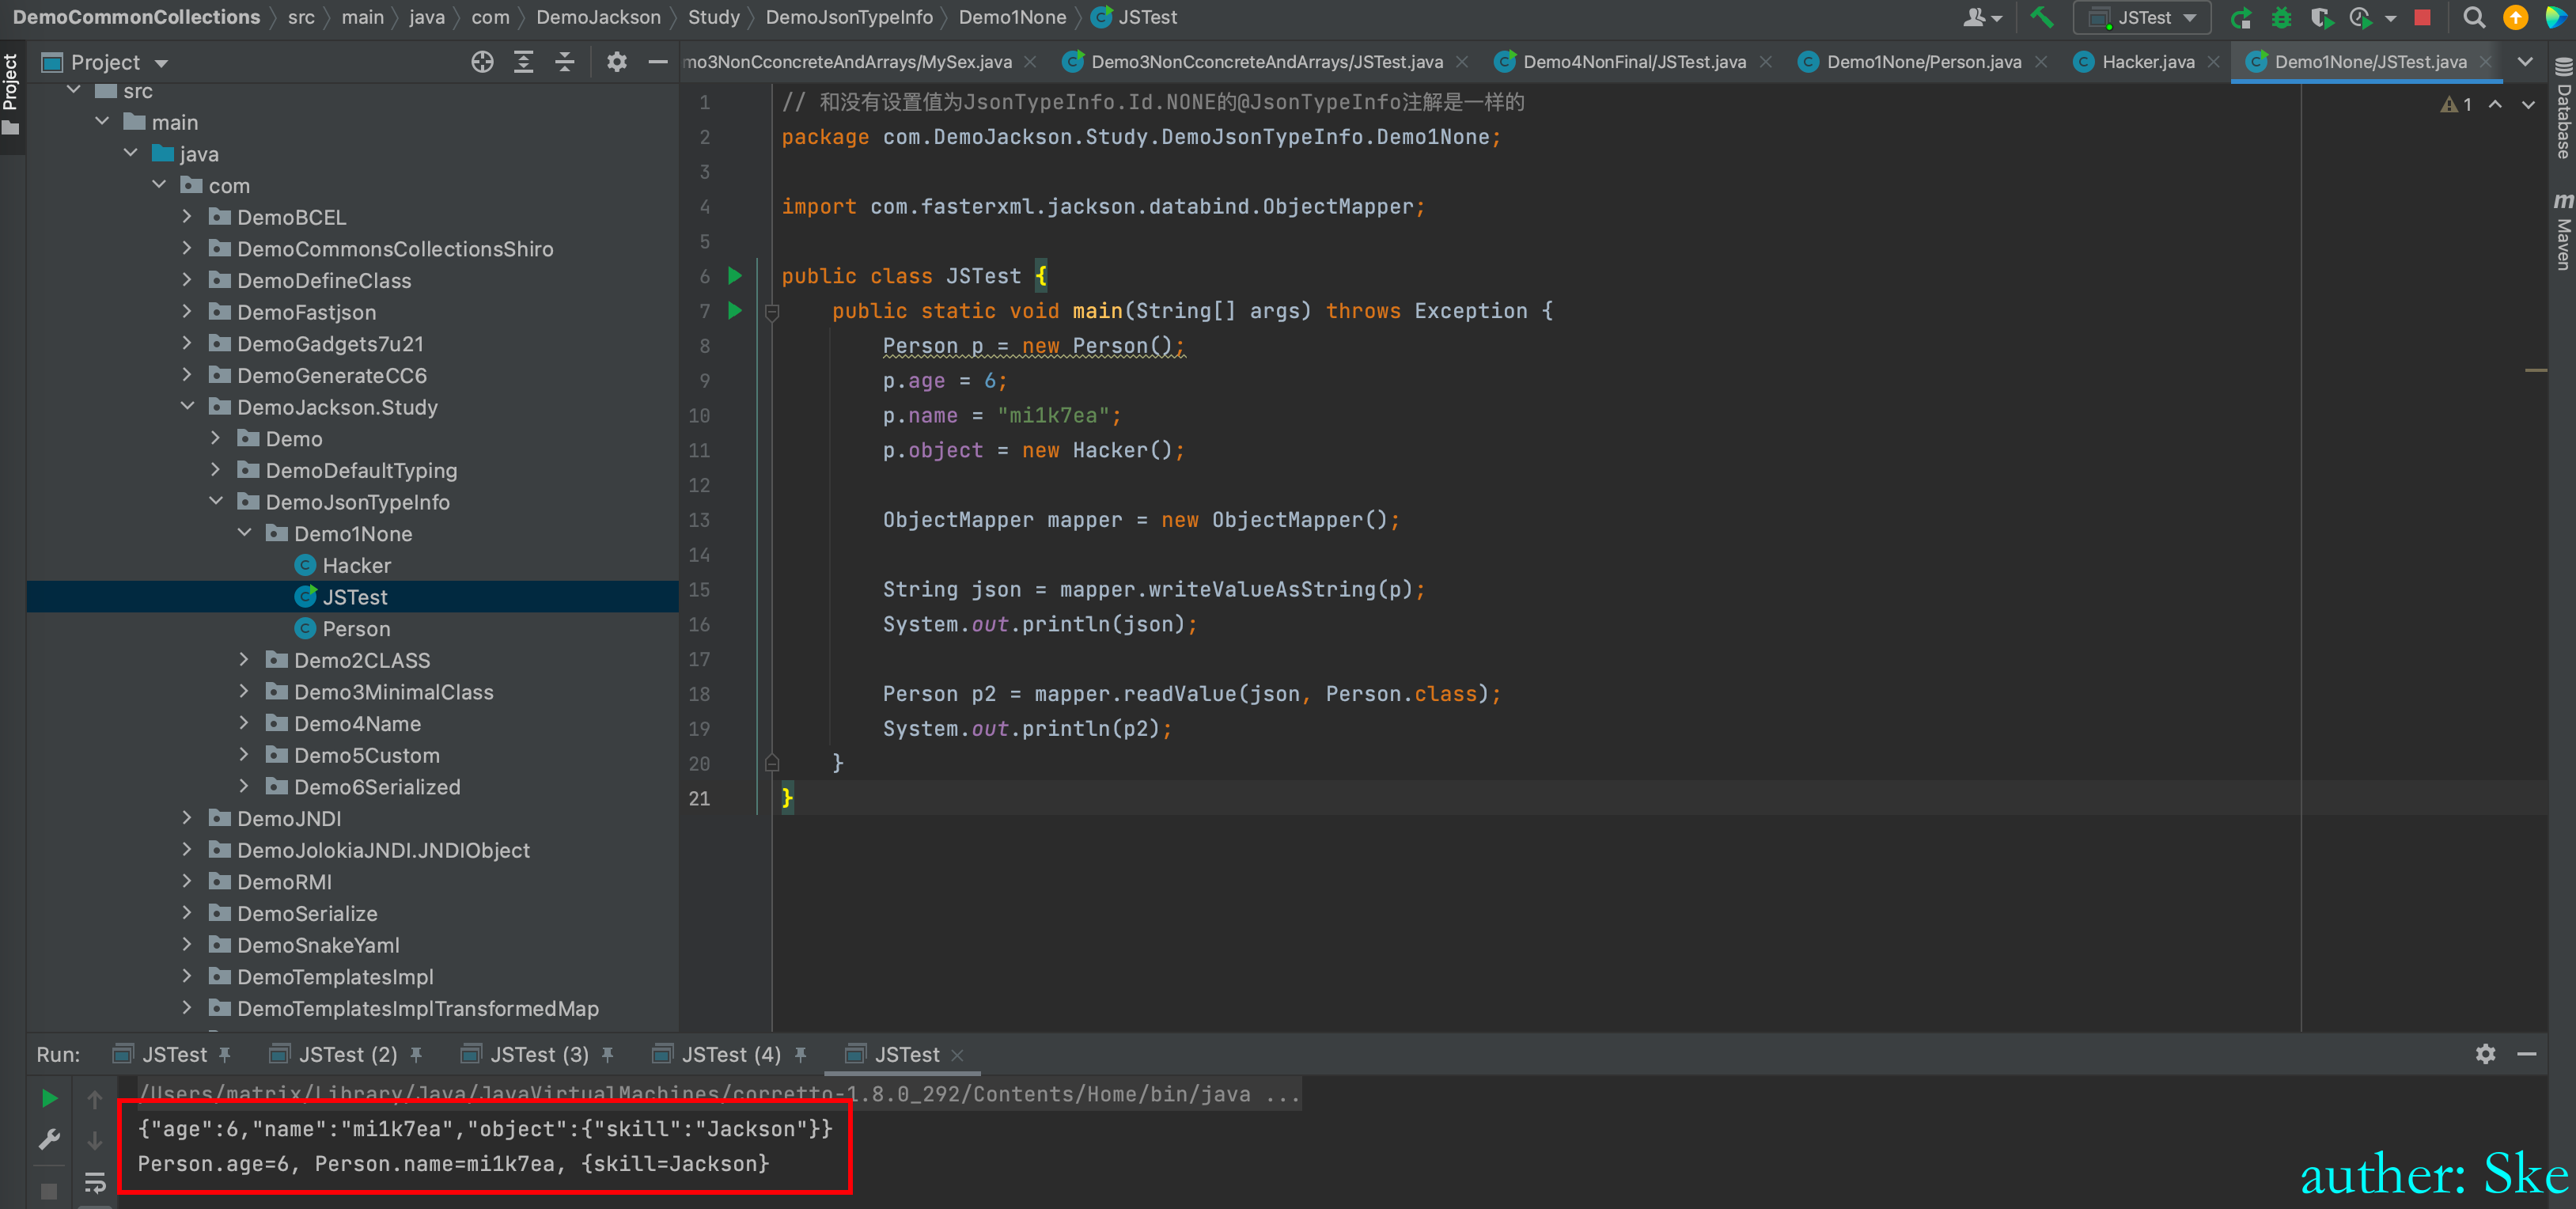 DemoCommonCollections src main java com DemoJackson Study DemoJsonTypeInfo Demo1None JSTest
JSTest
Project
mo3NonCconcreteAndArrays/MySex.java Demo3NonCconcreteAndArrays/JSTest.java Demo4NonFinal/JSTest.java Demo1None/Person.java Hacker.java Demo1None/JSTest.java
Project
src
main
java
com
DemoBCEL
DemoCommonsCollectionsShiro
DemoDefineClass
DemoFastjson
DemoGadgets7u21
DemoGenerateCC6
DemoJackson.Study
Demo
DemoDefaultTyping
DemoJsonTypeInfo
Demo1None
Hacker
JSTest
Person
Demo2CLASS
Demo3MinimalClass
Demo4Name
Demo5Custom
Demo6Serialized
DemoJNDI
DemoJolokiaJNDI.JNDIObject
DemoRMI
DemoSerialize
DemoSnakeYaml
DemoTemplatesImpl
DemoTemplatesImplTransformedMap
1 // 和没有设置值为JsonTypeInfo.Id.NONE的@JsonTypeInfo注解是一样的
2 package com.DemoJackson.Study.DemoJsonTypeInfo.Demo1None;
3
4 import com.fasterxml.jackson.databind.ObjectMapper;
5
6 public class JSTest {
7 public static void main(String[] args) throws Exception {
8 Person p = new Person();
9 p.age = 6;
10 p.name = "mi1k7ea";
11 p.object = new Hacker();
12
13 ObjectMapper mapper = new ObjectMapper();
14
15 String json = mapper.writeValueAsString(p);
16 System.out.println(json);
17
18 Person p2 = mapper.readValue(json, Person.class);
19 System.out.println(p2);
20 }
21 }
1
Database
m Maven
Run: JSTest JSTest (2) JSTest (3) JSTest (4) JSTest
/Users/matrix/Library/Java/JavaVirtualMachines/corretto-1.8.0_292/Contents/Home/bin/java ...
{"age":6,"name":"mi1k7ea","object":{"skill":"Jackson"}}
Person.age=6, Person.name=mi1k7ea, {skill=Jackson}
auther: Ske